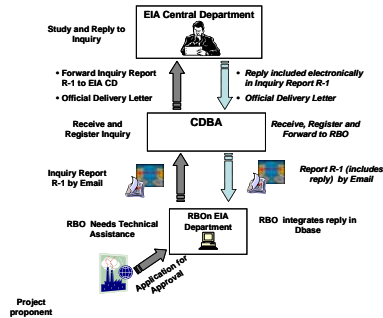 EIA Central Department
Study and Reply to
Inquiry
• Forward Inquiry Report
R-1 to EIA CD
• Official Delivery Letter
• Reply included electronically
in Inquiry Report R-1
• Official Delivery Letter
Receive and
Register Inquiry
CDBA
Receive, Register and
Forward to RBO
Inquiry Report
R-1 by Email
Report R-1 (includes
reply) by Email
RBO Needs Technical
Assistance
RBOn EIA
Department
RBO integrates reply in
Dbase
Application for
Approval
Project
proponent